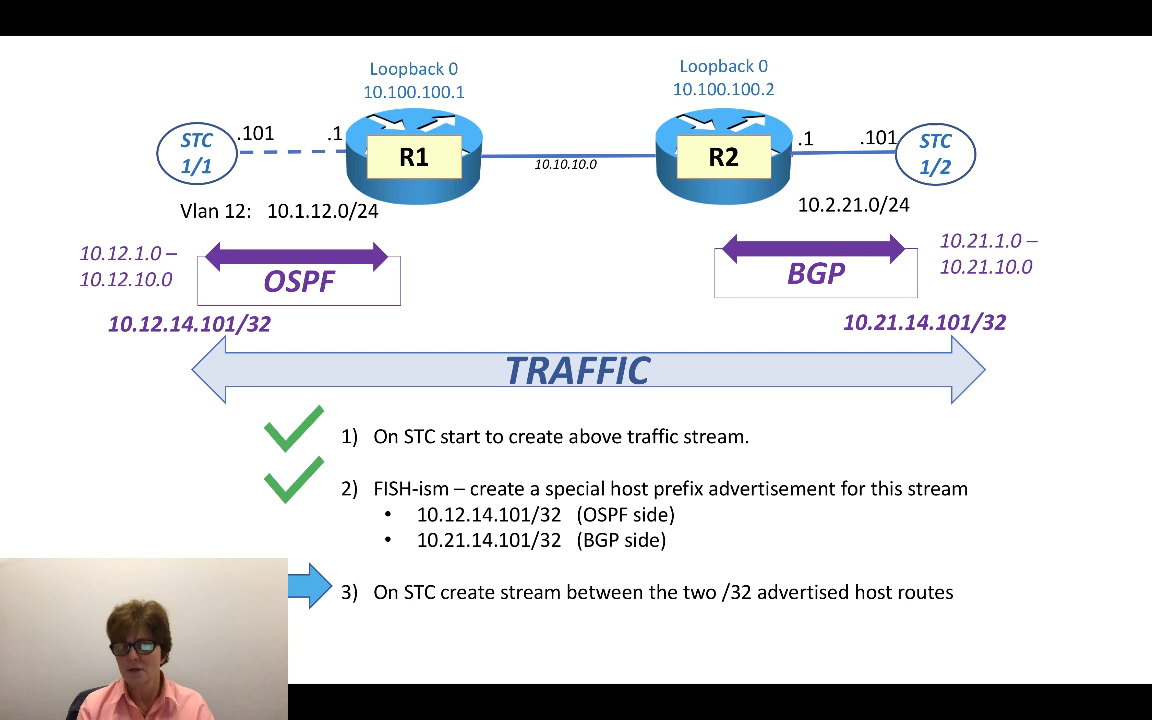 Loopback 0
10.100.100.1
Loopback 0
10.100.100.2
STC
1/1
.101
.1
R1
10.10.10.0
R2
.1
.101
STC
1/2
Vlan 12: 10.1.12.0/24
10.2.21.0/24
10.12.1.0 –
10.12.10.0
OSPF
BGP
10.21.1.0 –
10.21.10.0
10.12.14.101/32
10.21.14.101/32
TRAFFIC
1) On STC start to create above traffic stream.
2) FISH-ism – create a special host prefix advertisement for this stream
• 10.12.14.101/32 (OSPF side)
• 10.21.14.101/32 (BGP side)
3) On STC create stream between the two /32 advertised host routes